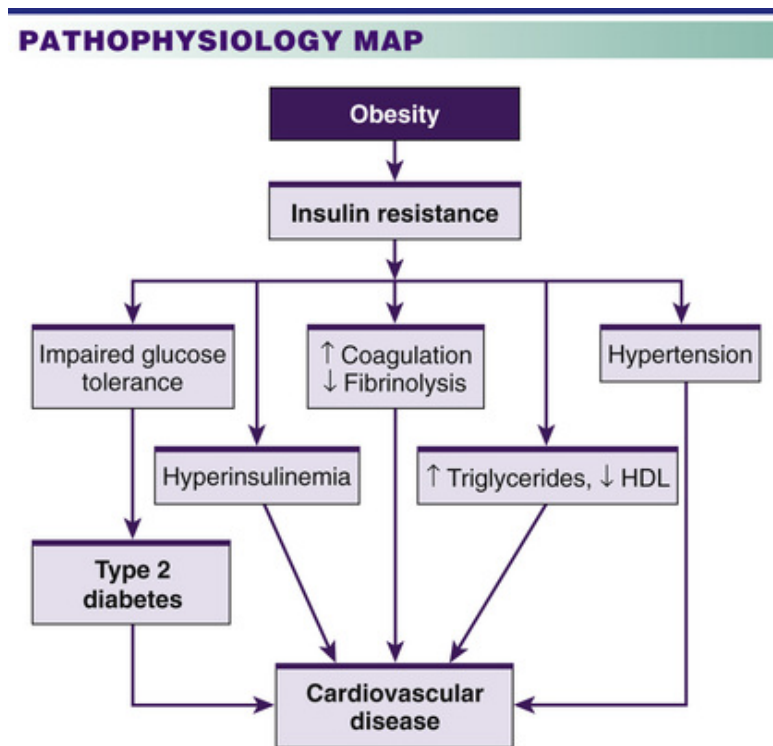 PATHOPHYSIOLOGY MAP
Obesity
Insulin resistance
Impaired glucose
tolerance
↑ Coagulation
↓ Fibrinolysis
Hypertension
Hyperinsulinemia
↑ Triglycerides, ↓ HDL
Type 2
diabetes
Cardiovascular
disease